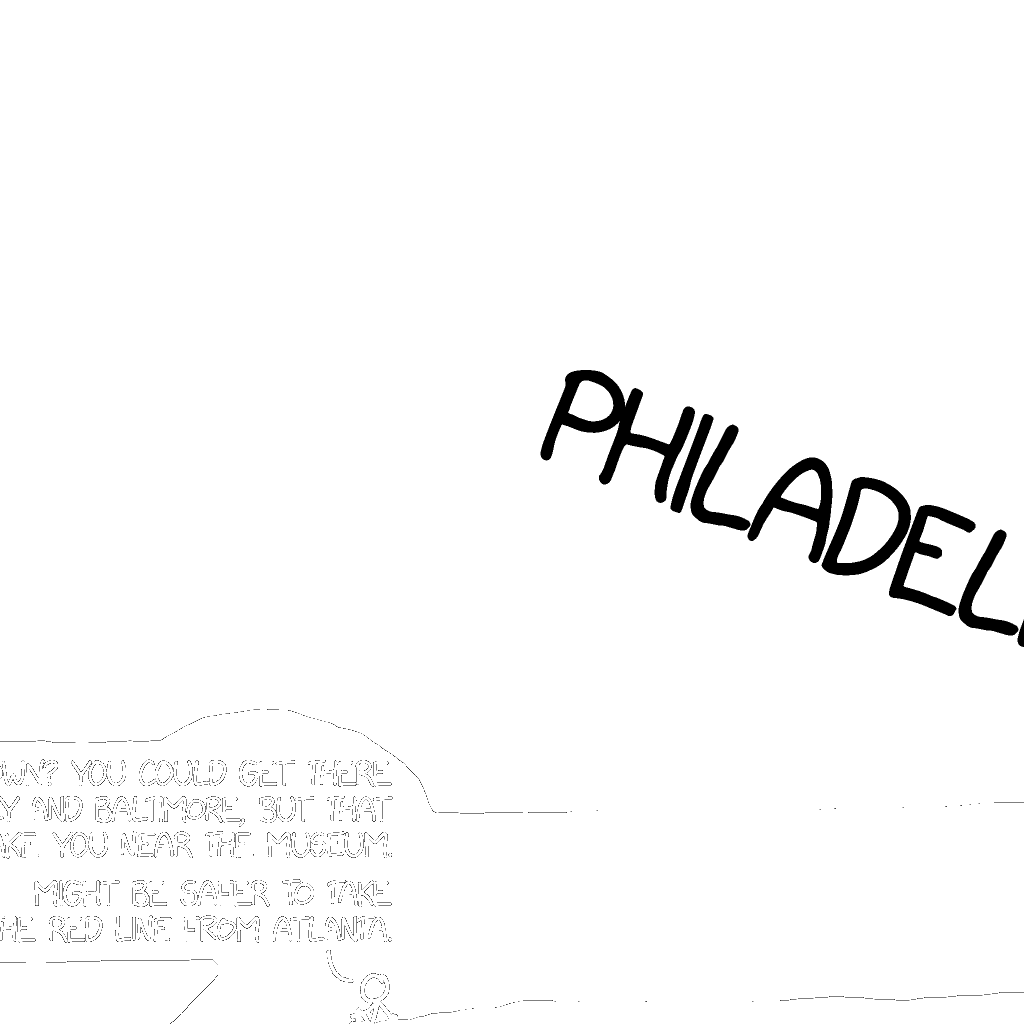 PHILADEL
YOU COULD GET THERE
AND BALTIMORE, BUT THAT
YOU NEAR THE MUSEUM.
MIGHT BE SAFER TO TAKE
RED LINE FROM ATLANTA.